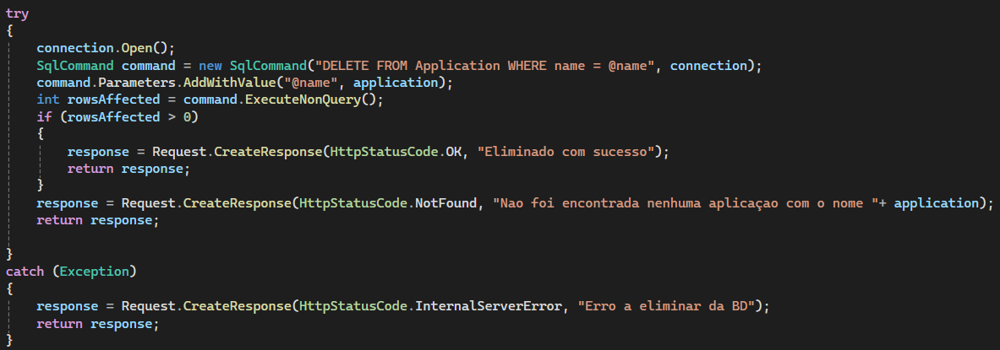 try
{
    connection.Open();
    SqlCommand command = new SqlCommand("DELETE FROM Application WHERE name = @name", connection);
    command.Parameters.AddWithValue("@name", application);
    int rowsAffected = command.ExecuteNonQuery();
    if (rowsAffected > 0)
    {
        response = Request.CreateResponse(HttpStatusCode.OK, "Eliminado com sucesso");
        return response;
    }
    response = Request.CreateResponse(HttpStatusCode.NotFound, "Nao foi encontrada nenhuma aplicaçao com o nome "+ application);
    return response;

}
catch (Exception)
{
    response = Request.CreateResponse(HttpStatusCode.InternalServerError, "Erro a eliminar da BD");
    return response;
}